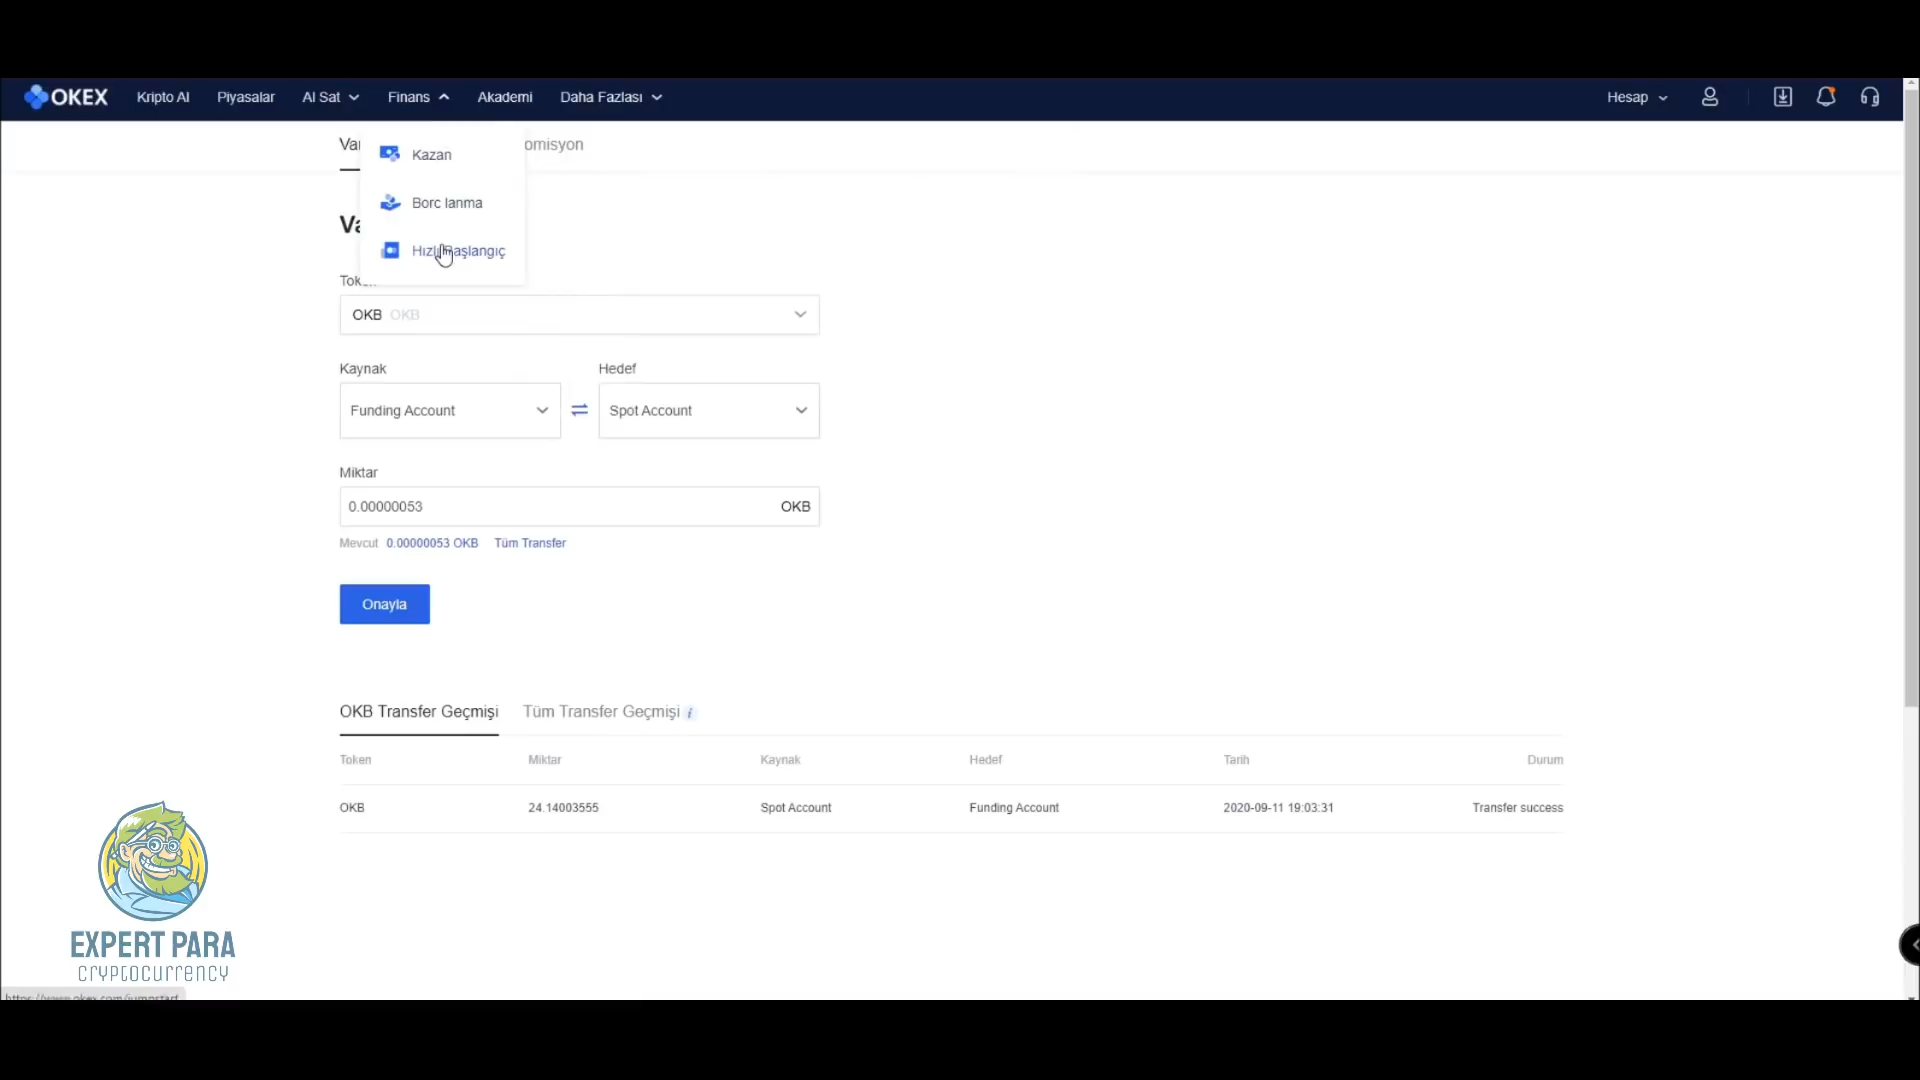 OKEX Kripto Al Piyasalar Al Sat Finans Akademi Daha Fazlası Hesap
Kazan
Borc lanma
OKB OKB
Kaynak Hedef
Funding Account Spot Account
Miktar
0.00000053 OKB
Mevcut 0.00000053 OKB Tüm Transfer
Onayla
OKB Transfer Geçmişi Tüm Transfer Geçmişi i
Token Miktar Kaynak Hedef Tarih Durum
OKB 24.14003555 Spot Account Funding Account 2020-09-11 19:03:31 Transfer success
EXPERT PARA
CRYPTOCURRENCY